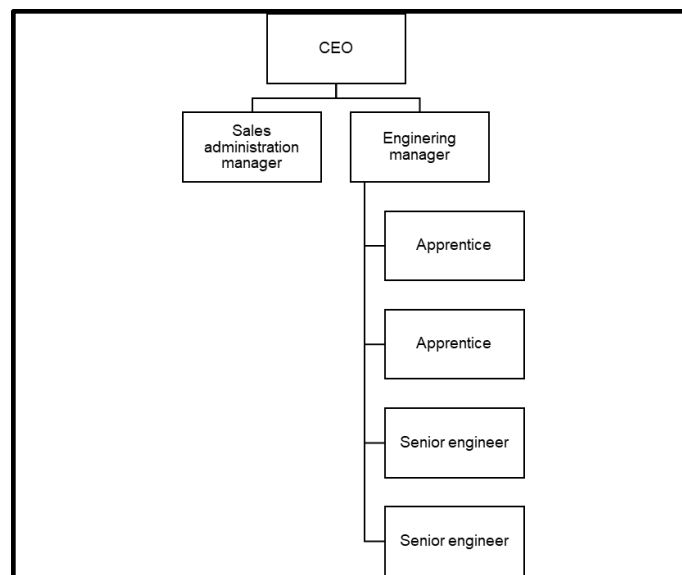 CEO
Sales
administration
manager
Enginering
manager
Apprentice
Apprentice
Senior engineer
Senior engineer